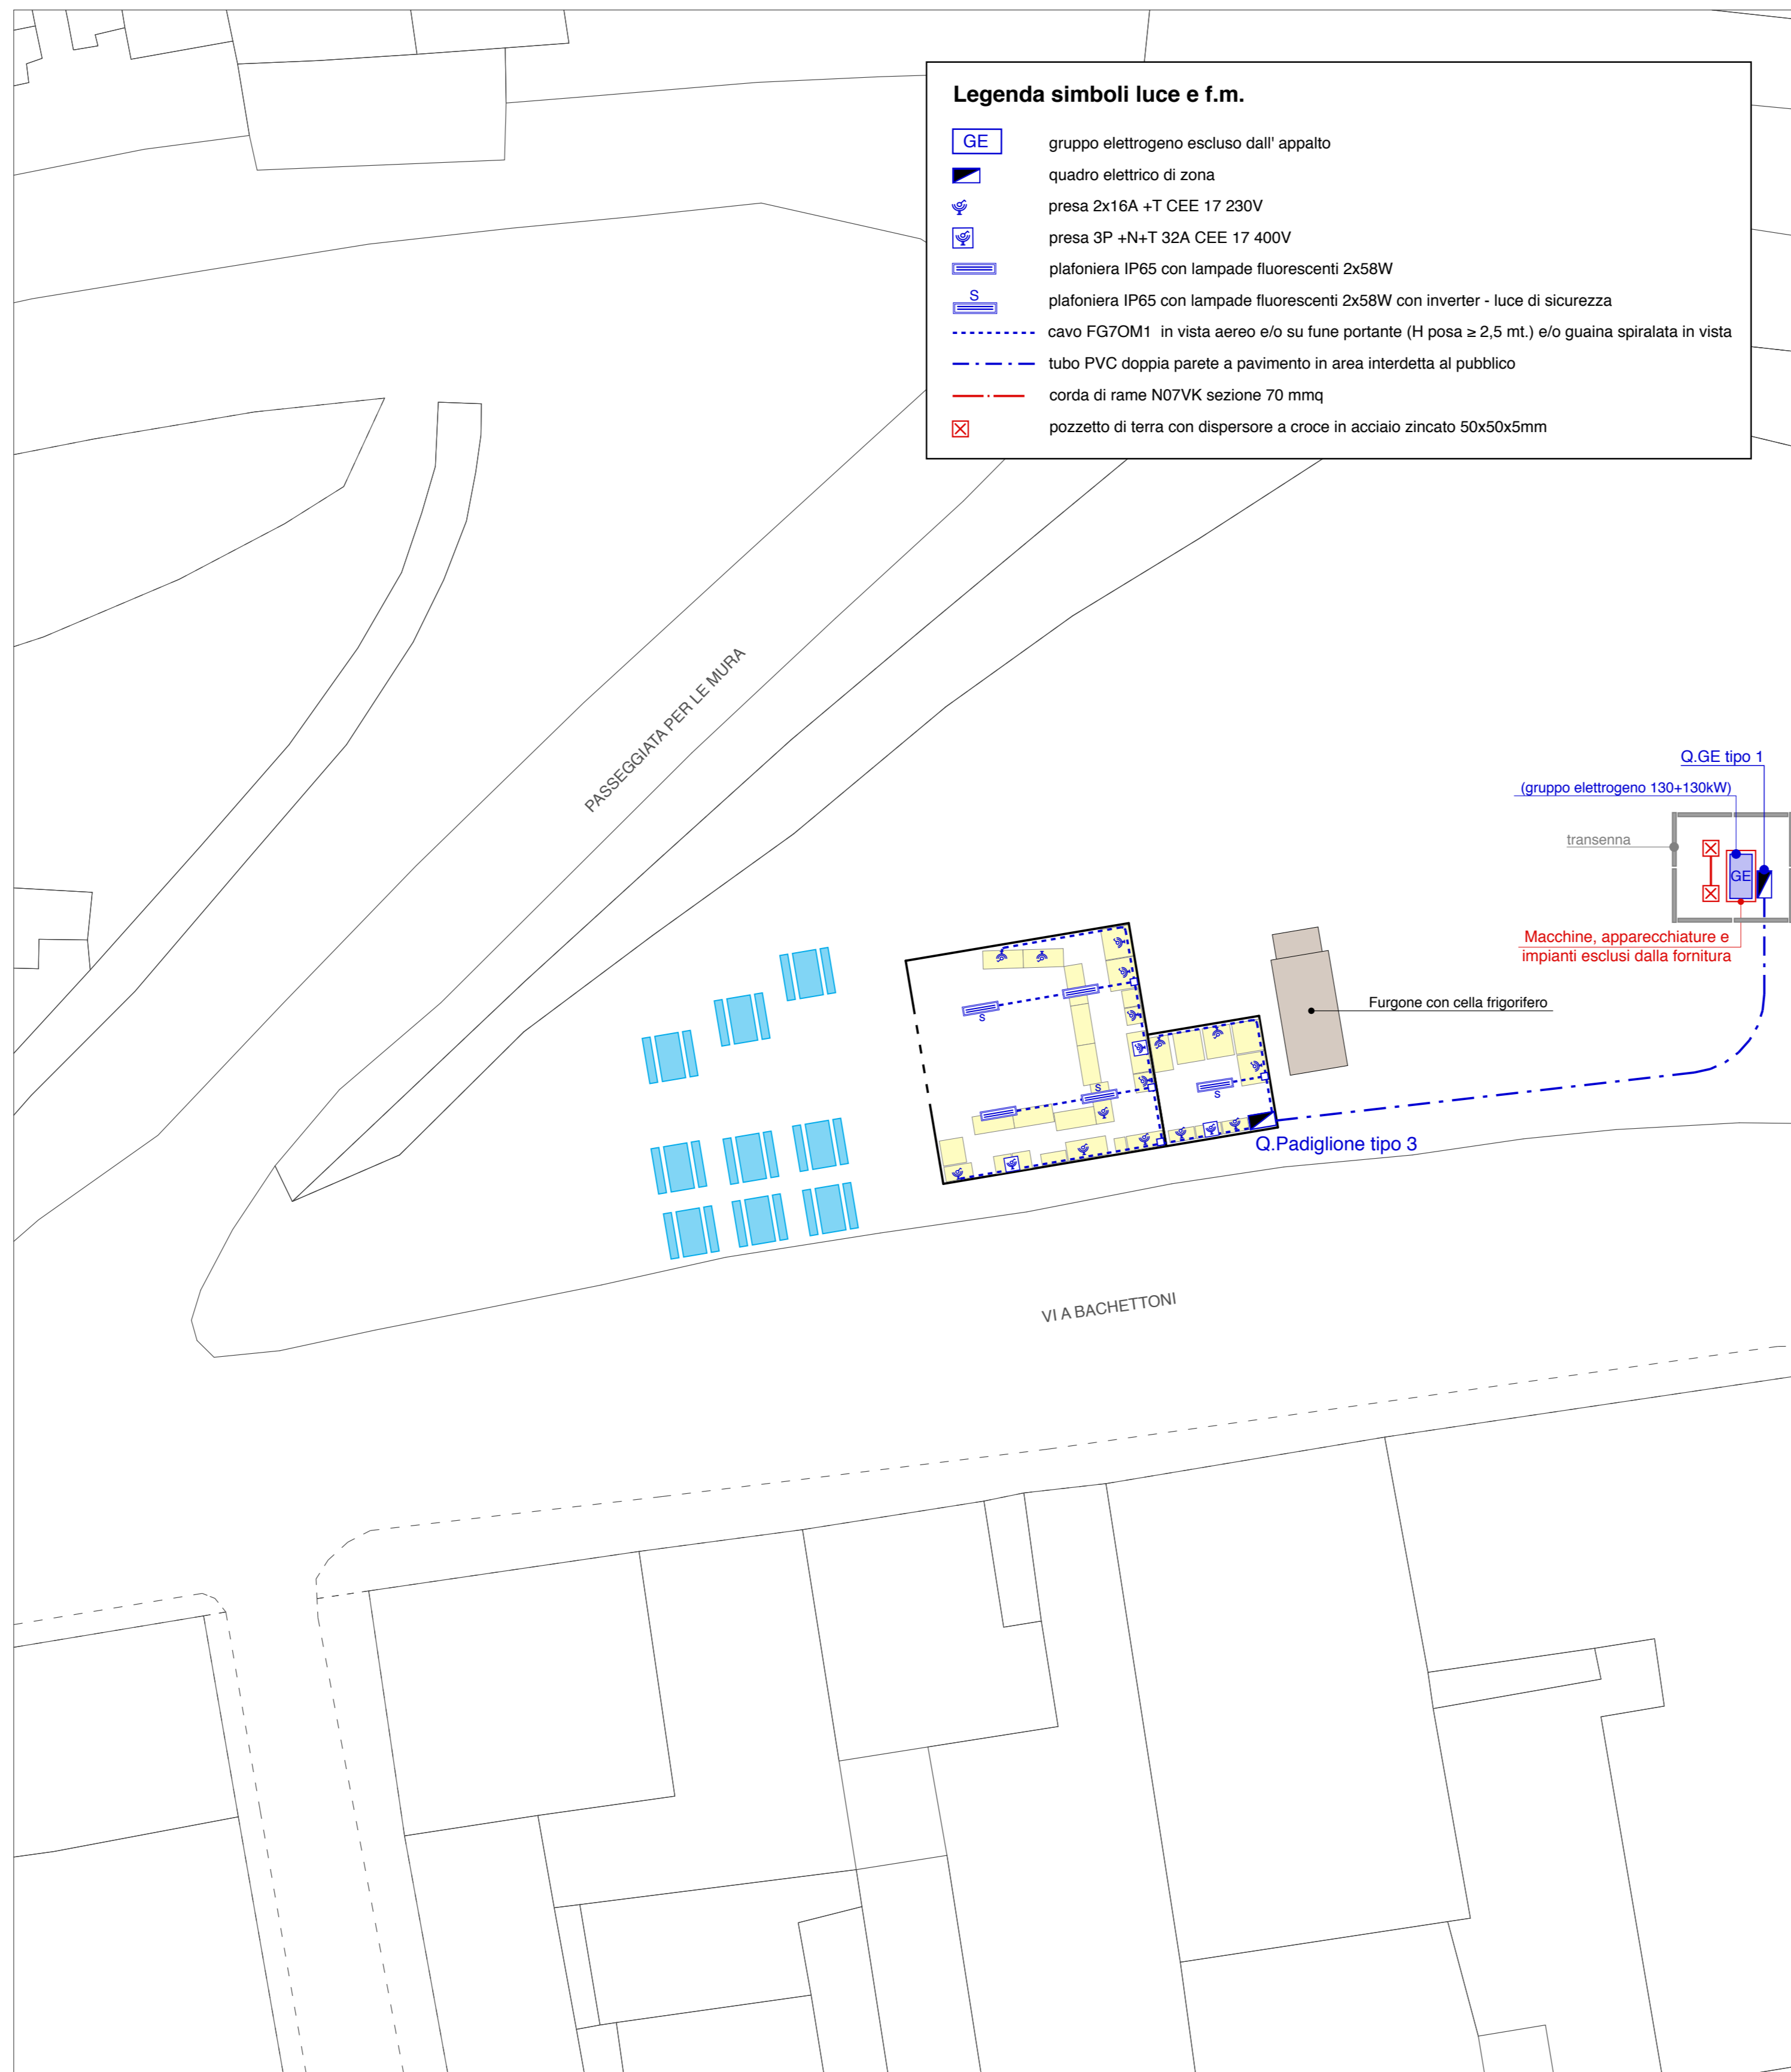 Legenda simboli luce e f.m.
GE
gruppo elettrogeno escluso dall' appalto
quadro elettrico di zona
presa 2x16A +T CEE 17 230V
presa 3P +N+T 32A CEE 17 400V
plafoniera IP65 con lampade fluorescenti 2x58W
S
plafoniera IP65 con lampade fluorescenti 2x58W con inverter - luce di sicurezza
cavo FG7OM1 in vista aereo e/o su fune portante (H posa ≥ 2,5 mt.) e/o guaina spiralata in vista
tubo PVC doppia parete a pavimento in area interdetta al pubblico
corda di rame N07VK sezione 70 mmq
pozzetto di terra con dispersore a croce in acciaio zincato 50x50x5mm
PASSEGGIATA PER LE MURA
Q.GE tipo 1
(gruppo elettrogeno 130+130kW)
transenna
GE
Macchine, apparecchiature e
impianti esclusi dalla fornitura
Furgone con cella frigorifero
S
S
S
Q.Padiglione tipo 3
VI A BACHETTONI